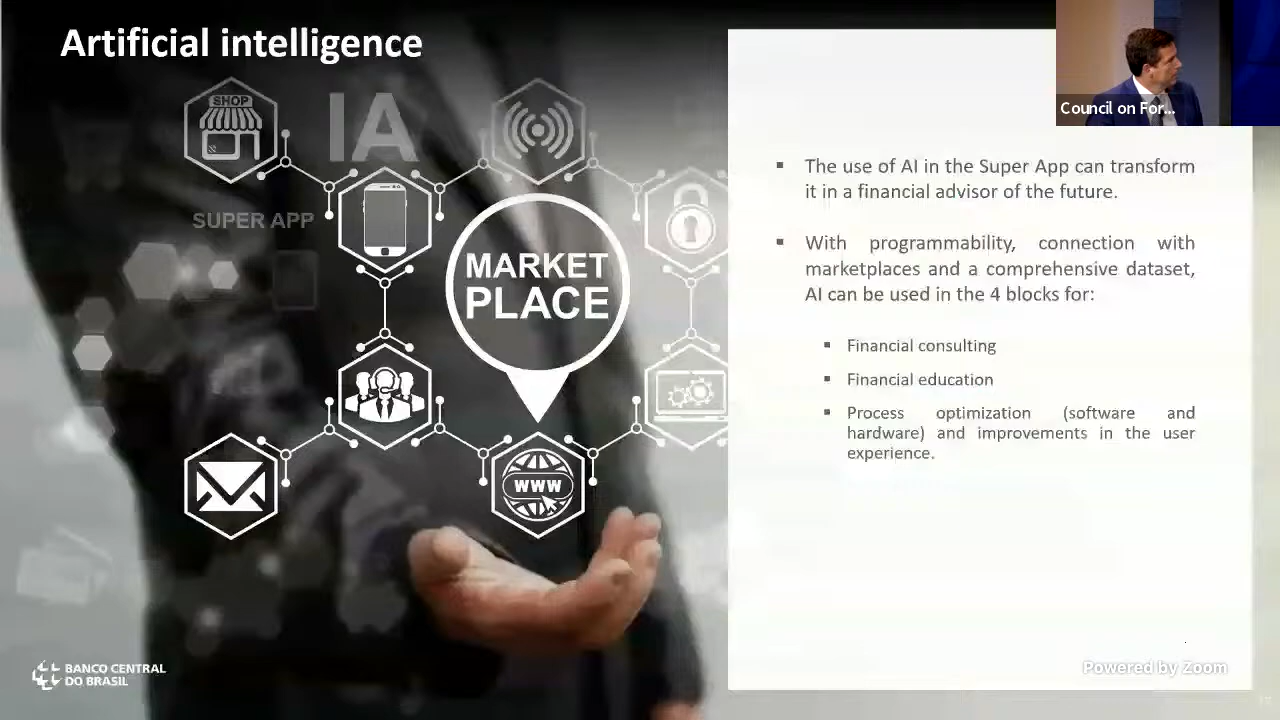 Artificial intelligence
SHOP
IA
SUPER APP
MARKET
PLACE
WWW
BANCO CENTRAL
DO BRASIL
Council on For...
The use of AI in the Super App can transform
it in a financial advisor of the future.
With programmability, connection with
marketplaces and a comprehensive dataset,
AI can be used in the 4 blocks for:
Financial consulting
Financial education
Process optimization (software and
hardware) and improvements in the user
experience.
Powered by Zoom